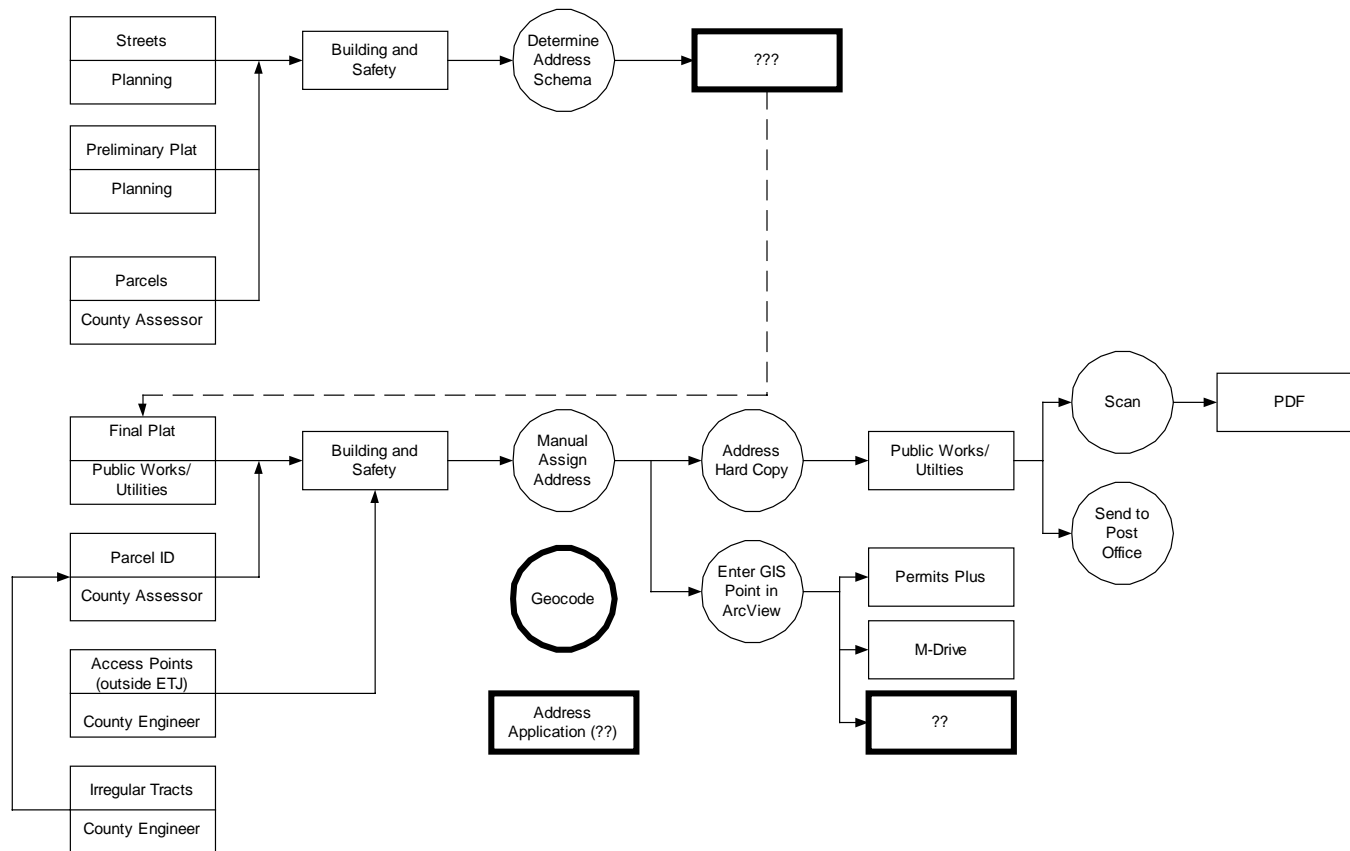 Streets
Planning
Building and
Safety
Determine
Address
Schema
???
Preliminary Plat
Planning
Parcels
County Assessor
Final Plat
Public Works/
Utilities
Building and
Safety
Manual
Assign
Address
Address
Hard Copy
Public Works/
Utilties
Scan
PDF
Send to
Post
Office
Parcel ID
County Assessor
Geocode
Enter GIS
Point in
ArcView
Permits Plus
M-Drive
??
Access Points
(outside ETJ)
County Engineer
Address
Application (??)
Irregular Tracts
County Engineer